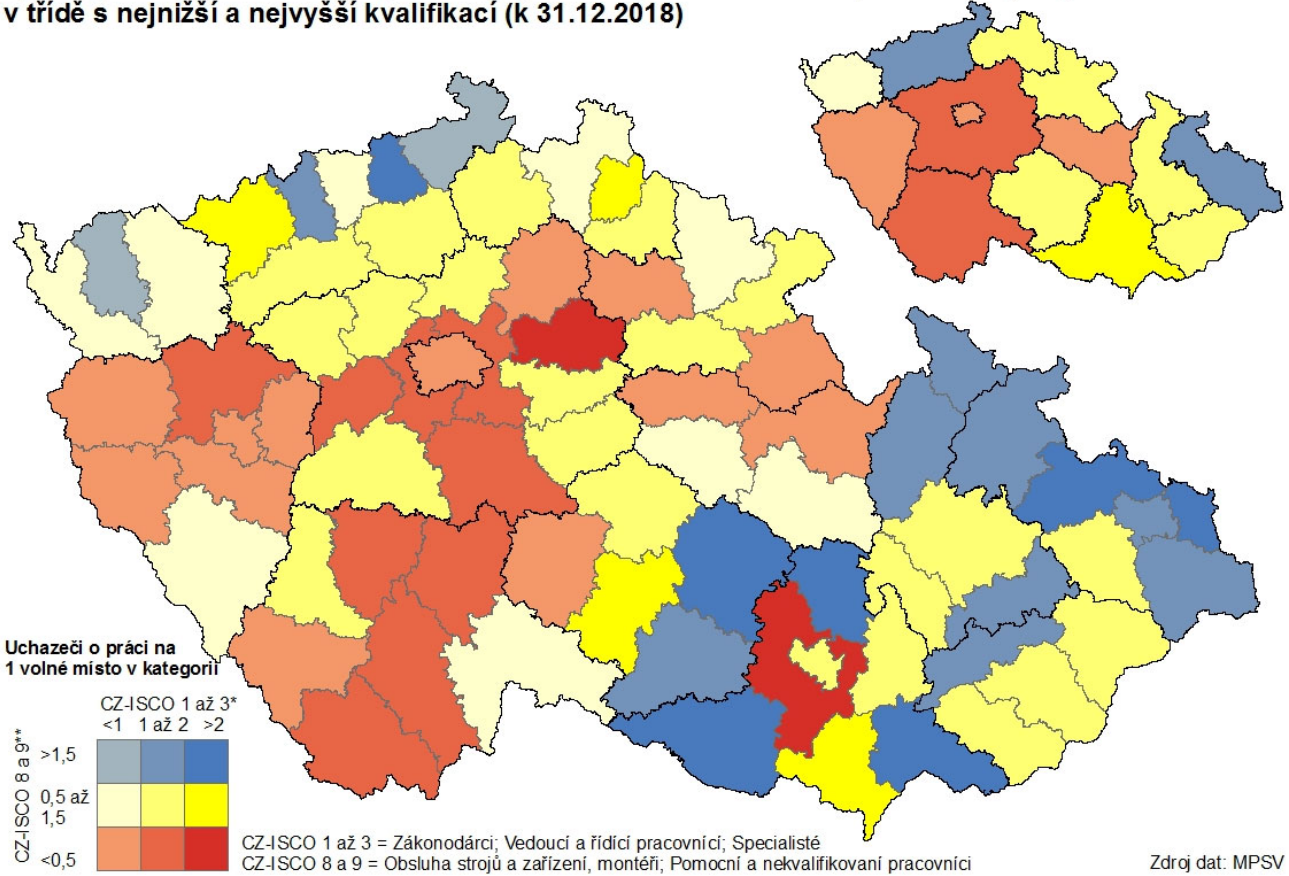 v třídě s nejnižší a nejvyšší kvalifikací (k 31.12.2018)
Uchazeči o práci na
1 volné místo v kategorii
CZ-ISCO 1 až 3*
<1 1 až 2 >2
CZ-ISCO 8 a 9**
>1,5
0,5 až
1,5
<0,5
CZ-ISCO 1 až 3 = Zákonodárci; Vedoucí a řídící pracovnící; Specialisté
CZ-ISCO 8 a 9 = Obsluha strojů a zařízení, montéři; Pomocní a nekvalifikovaní pracovníci
Zdroj dat: MPSV